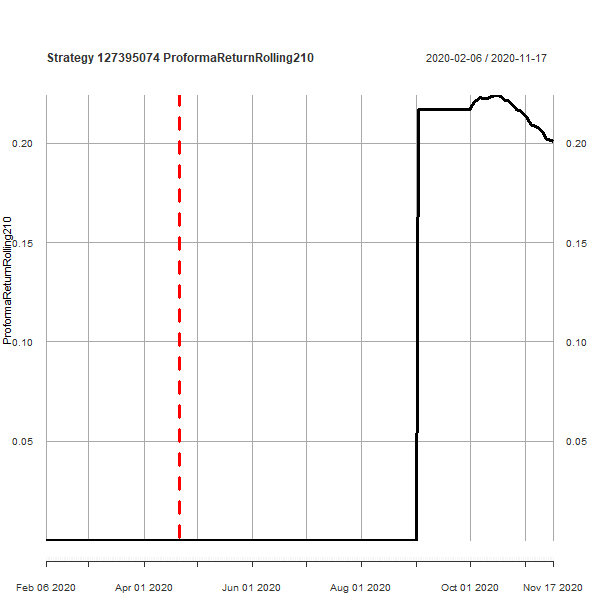 Strategy 127395074 ProformaReturnRolling210
2020-02-06 / 2020-11-17
ProformaReturnRolling210
0.20
0.15
0.10
0.05
0.20
0.15
0.10
0.05
Feb 06 2020
Apr 01 2020
Jun 01 2020
Aug 01 2020
Oct 01 2020
Nov 17 2020